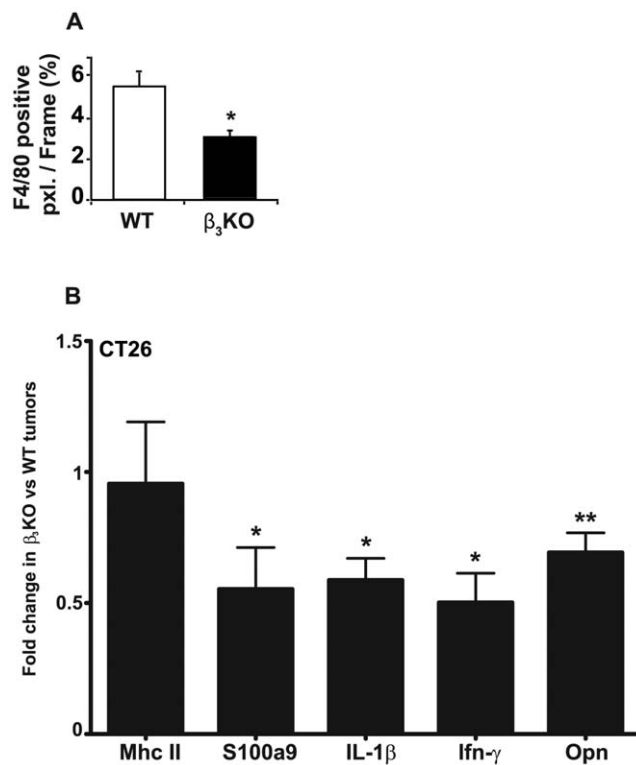 A
F4/80 positive
pxl. / Frame (%)
6
4
2
0
*
WT
β₃KO
B
CT26
Fold change in β₃KO vs WT tumors
1.5
1
0.5
0
*
*
*
**
Mhc II
S100a9
IL-1β
Ifn-γ
Opn